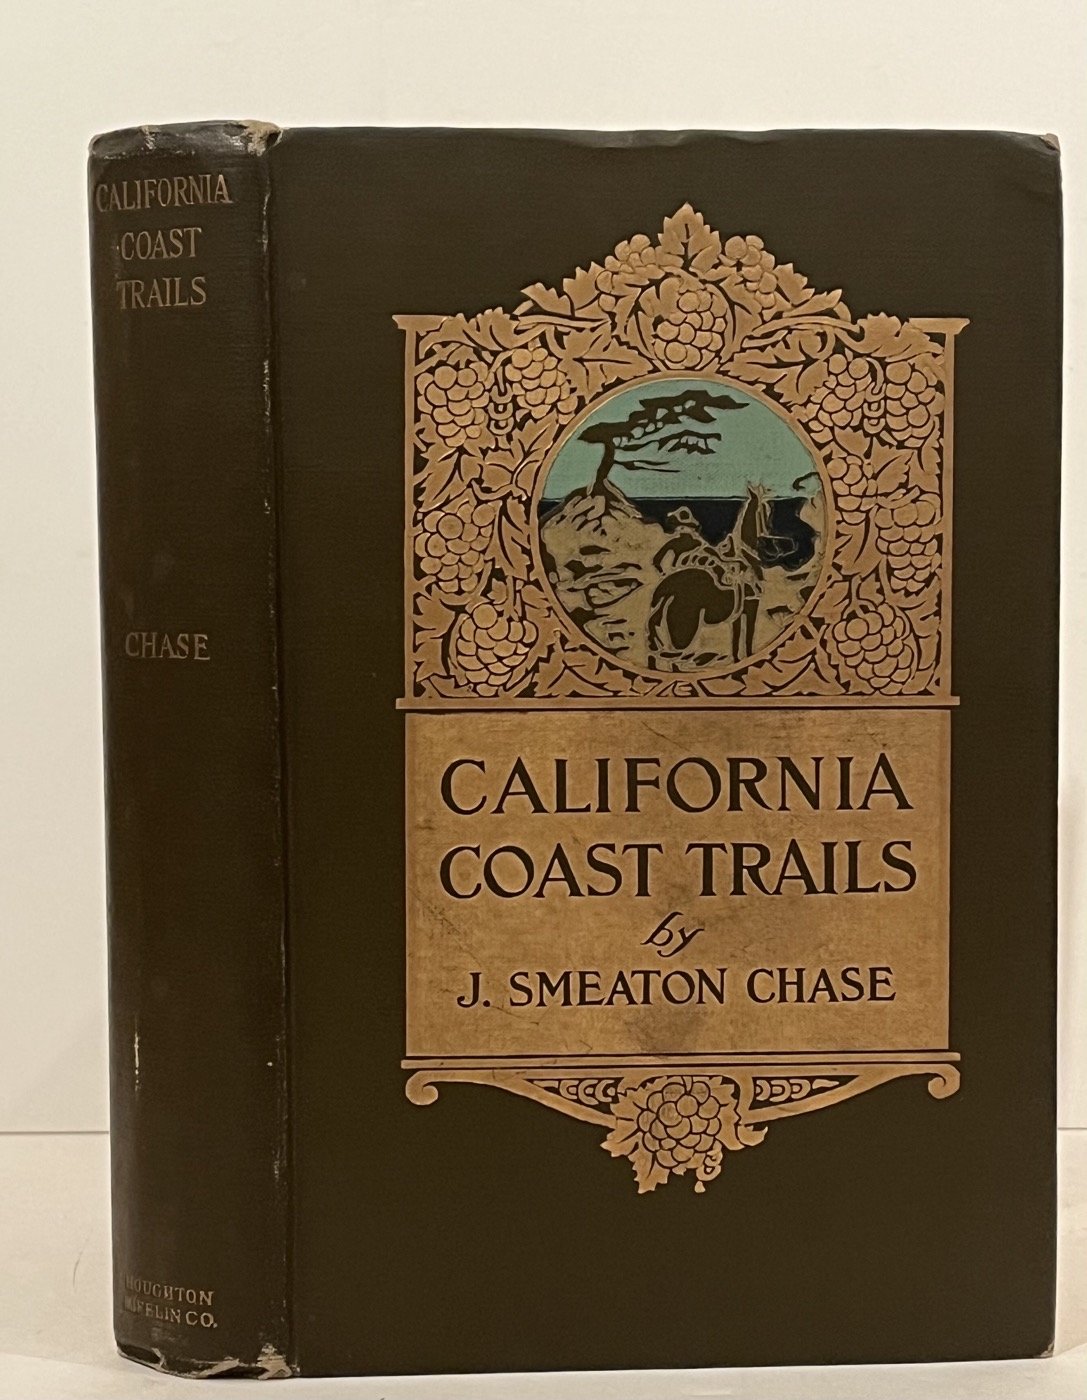 CALIFORNIA
COAST
TRAILS
CHASE
HOUGHTON
MIFFLIN CO.
CALIFORNIA
COAST TRAILS
by
J. SMEATON CHASE